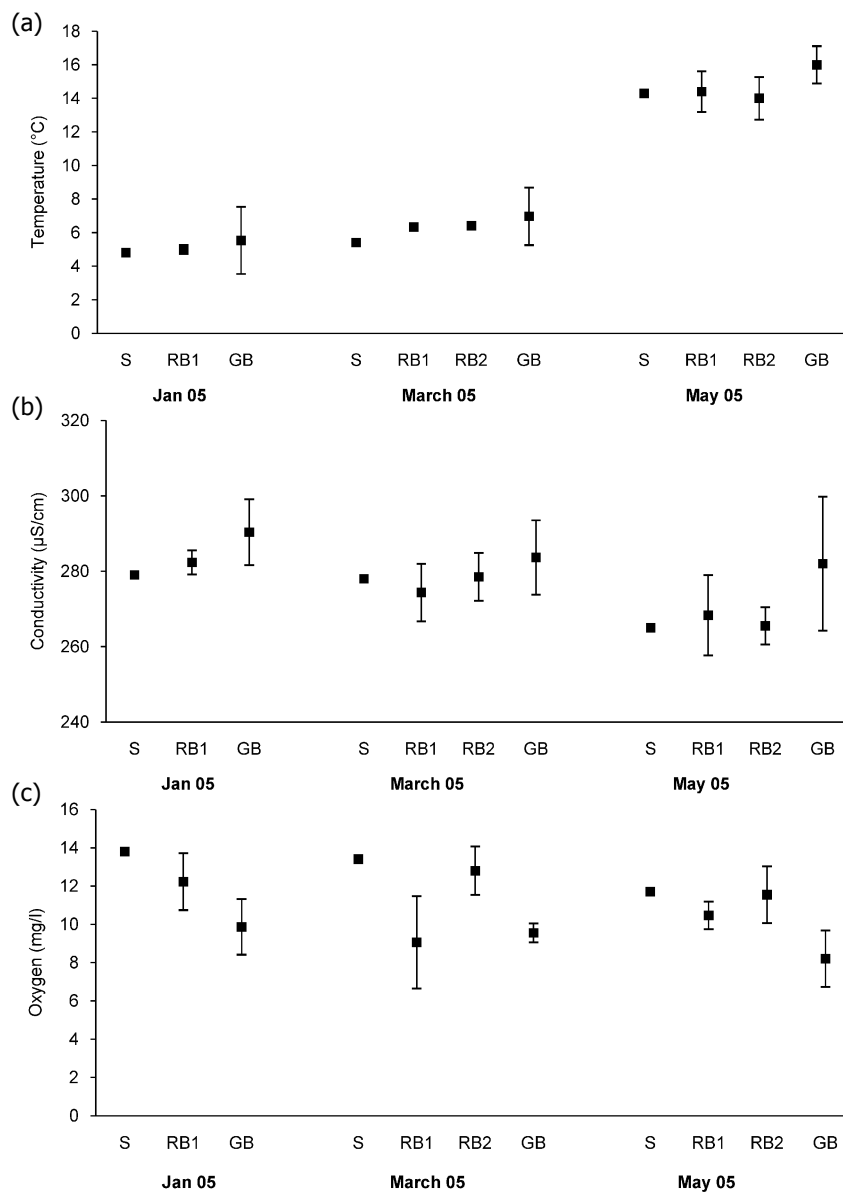 (a)
18
16
14
12
10
8
6
4
2
0
Temperature (°C)
S RB1 GB S RB1 RB2 GB S RB1 RB2 GB
Jan 05 March 05 May 05
(b)
320
300
280
260
240
Conductivity (µS/cm)
S RB1 GB S RB1 RB2 GB S RB1 RB2 GB
Jan 05 March 05 May 05
(c)
16
14
12
10
8
6
4
2
0
Oxygen (mg/l)
S RB1 GB S RB1 RB2 GB S RB1 RB2 GB
Jan 05 March 05 May 05